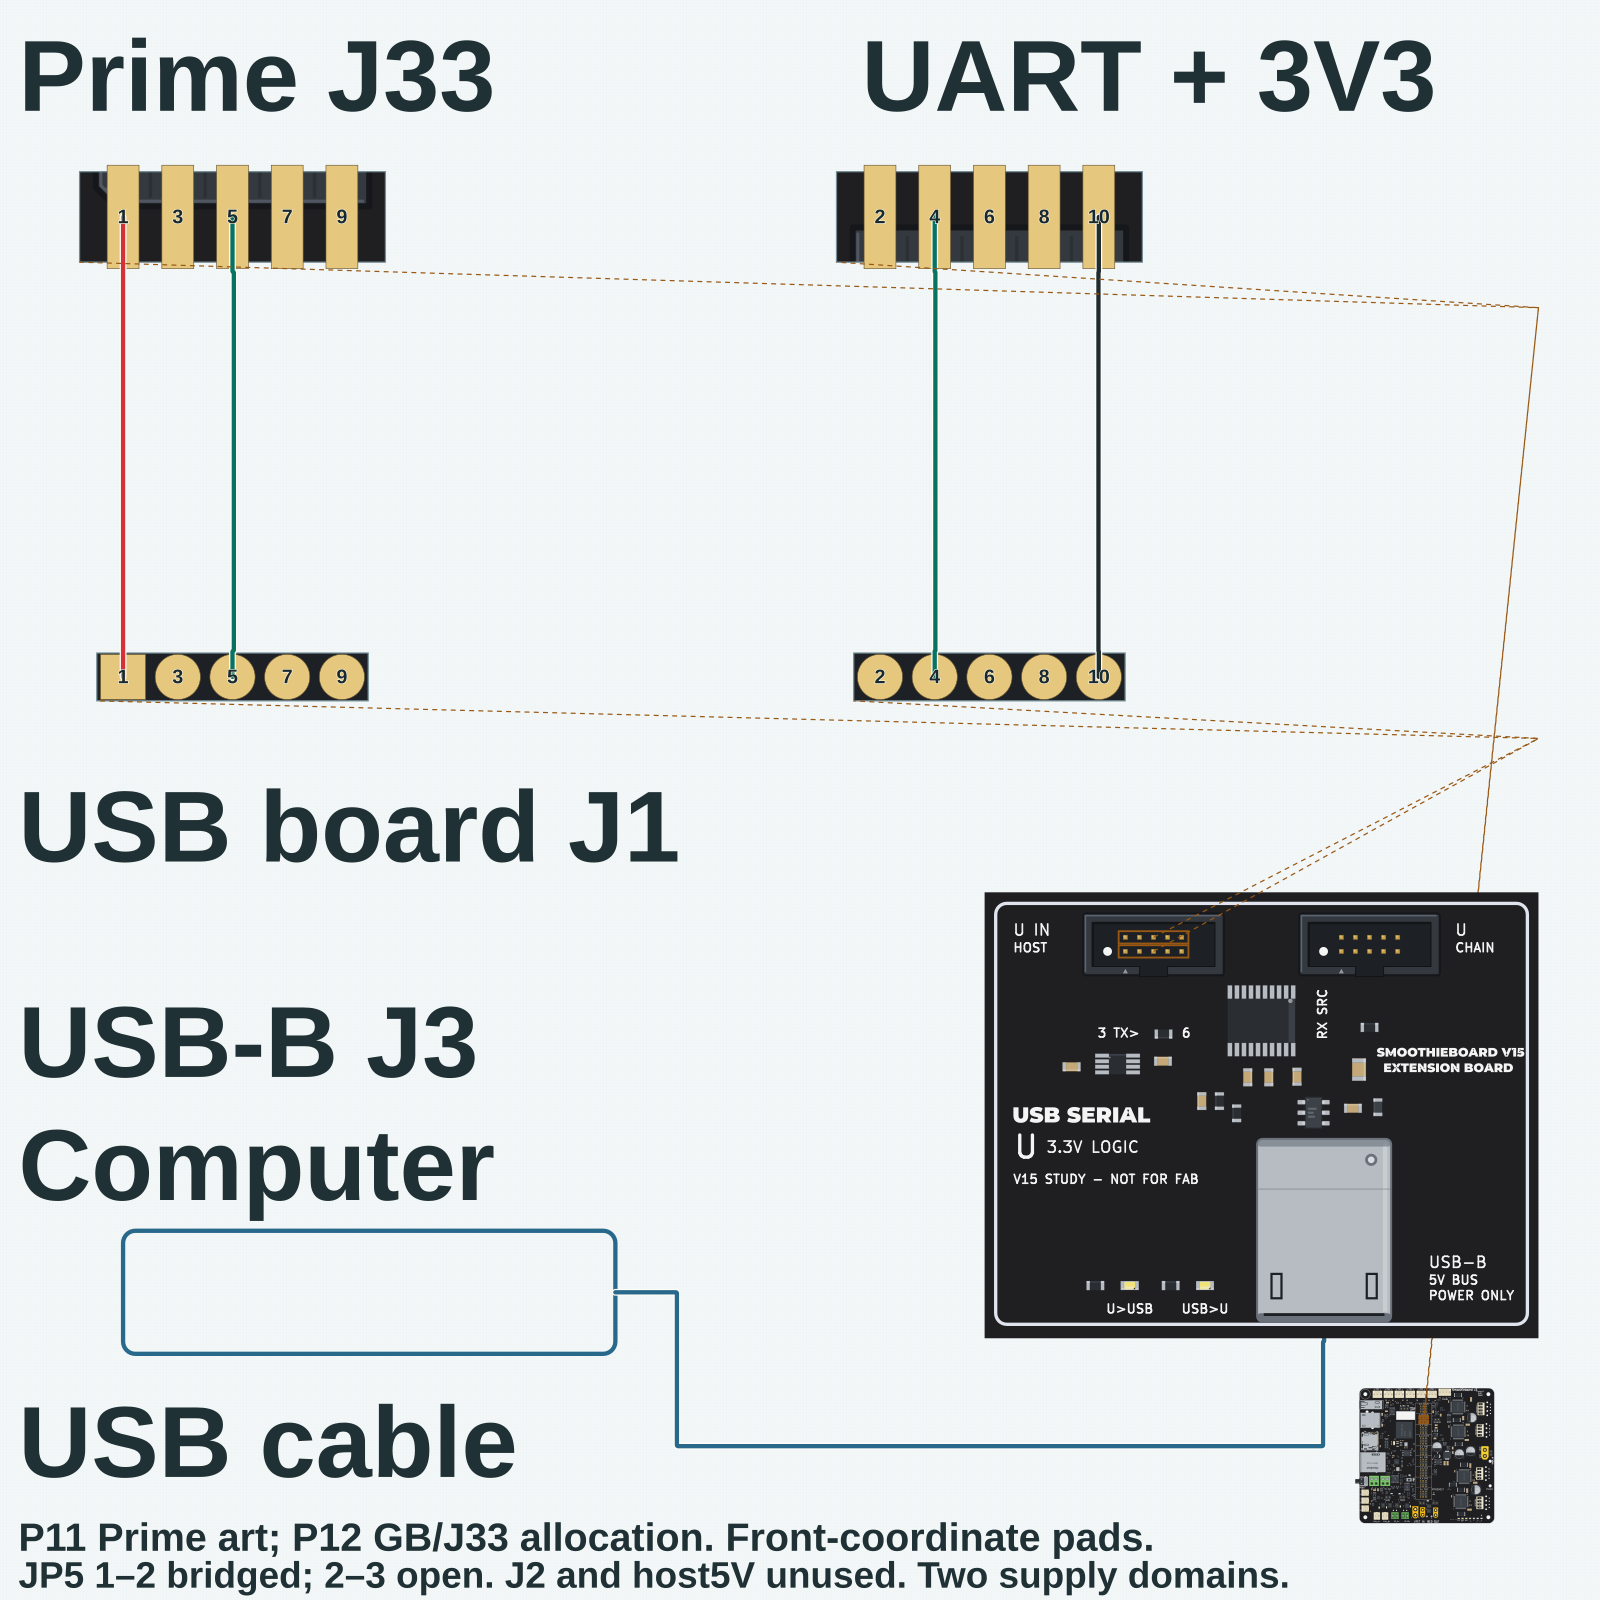 Prime J33
UART + 3V3
1 3 5 7 9
2 4 6 8 10
1 3 5 7 9
2 4 6 8 10
USB board J1
U IN
HOST
U
CHAIN
RX SRC
3 TX>
6
SMOOTHIEBOARD V15
EXTENSION BOARD
USB SERIAL
U 3.3V LOGIC
V15 STUDY – NOT FOR FAB
USB-B
5V BUS
POWER ONLY
U>USB
USB>U
USB-B J3
Computer
USB cable
P11 Prime art; P12 GB/J33 allocation. Front-coordinate pads.
JP5 1–2 bridged; 2–3 open. J2 and host5V unused. Two supply domains.